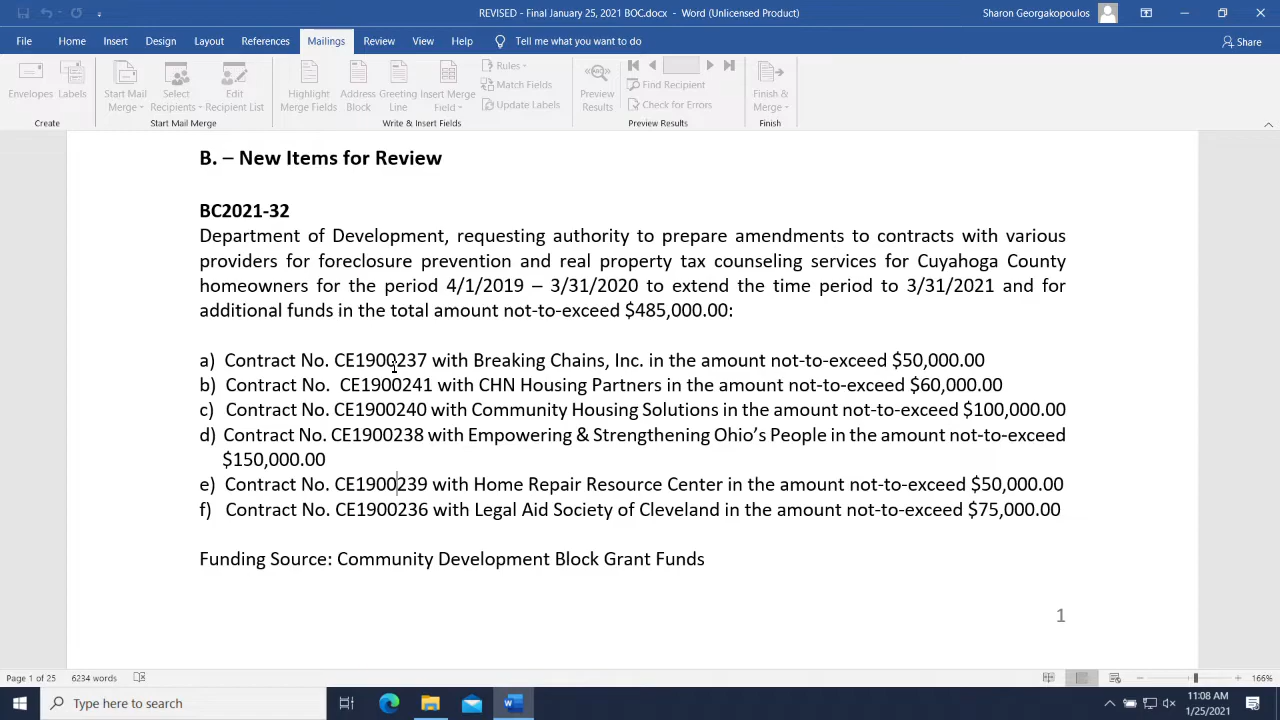 REVISED - Final January 25, 2021 BOC.docx - Word (Unlicensed Product)
Sharon Georgakopoulos
File Home Insert Design Layout References Mailings Review View Help Tell me what you want to do Share
Envelopes Labels
Create
Start Mail Merge
Select Recipients
Edit Recipient List
Start Mail Merge
Highlight Merge Fields
Address Block
Greeting Line
Insert Merge Field
Rules
Match Fields
Update Labels
Write & Insert Fields
Preview Results
Find Recipient
Check for Errors
Preview Results
Finish & Merge
Finish
B. – New Items for Review
BC2021-32
Department of Development, requesting authority to prepare amendments to contracts with various
providers for foreclosure prevention and real property tax counseling services for Cuyahoga County
homeowners for the period 4/1/2019 – 3/31/2020 to extend the time period to 3/31/2021 and for
additional funds in the total amount not-to-exceed $485,000.00:
a) Contract No. CE1900237 with Breaking Chains, Inc. in the amount not-to-exceed $50,000.00
b) Contract No. CE1900241 with CHN Housing Partners in the amount not-to-exceed $60,000.00
c) Contract No. CE1900240 with Community Housing Solutions in the amount not-to-exceed $100,000.00
d) Contract No. CE1900238 with Empowering & Strengthening Ohio’s People in the amount not-to-exceed
$150,000.00
e) Contract No. CE1900239 with Home Repair Resource Center in the amount not-to-exceed $50,000.00
f) Contract No. CE1900236 with Legal Aid Society of Cleveland in the amount not-to-exceed $75,000.00
Funding Source: Community Development Block Grant Funds
1
Page 1 of 25 6234 words 166%
Type here to search
11:08 AM
1/25/2021